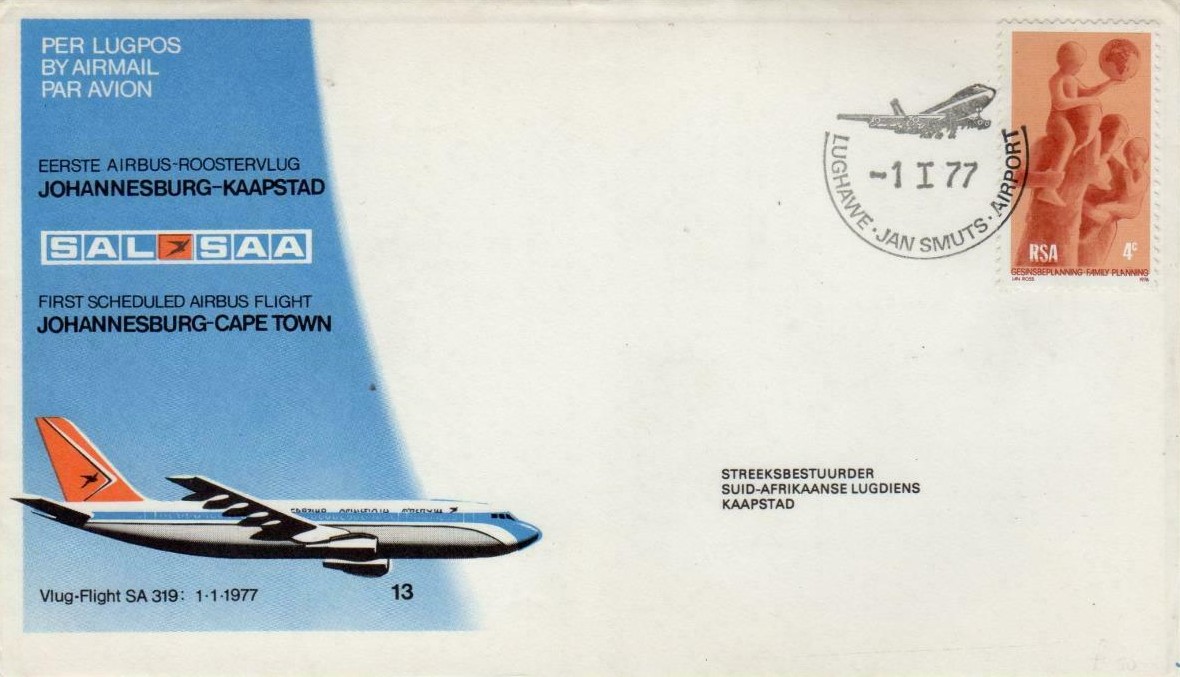 PER LUGPOS
BY AIRMAIL
PAR AVION
EERSTE AIRBUS-ROOSTERVLUG
JOHANNESBURG-KAAPSTAD
SAL SAA
FIRST SCHEDULED AIRBUS FLIGHT
JOHANNESBURG-CAPE TOWN
Vlug-Flight SA 319: 1·1·1977
13
LUGHAWE · JAN SMUTS · AIRPORT
-1 I 77
RSA 4c
GESINSBEPLANNING FAMILY PLANNING
1976
STREEKSBESTUURDER
SUID-AFRIKAANSE LUGDIENS
KAAPSTAD